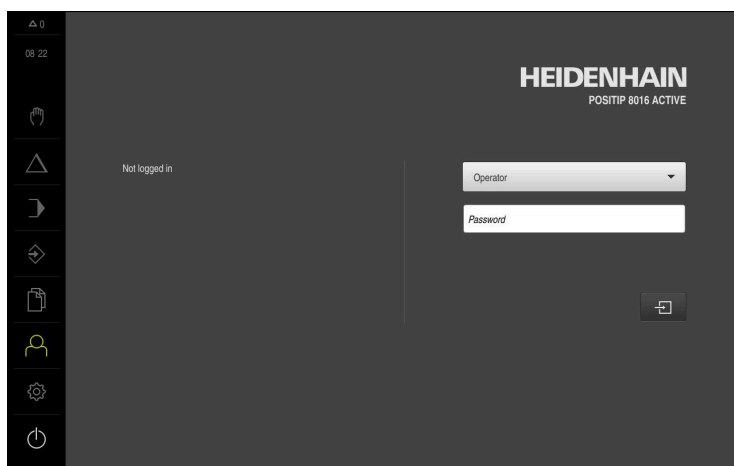 0
08 22
HEIDENHAIN
POSITIP 8016 ACTIVE
Not logged in
Operator
Password